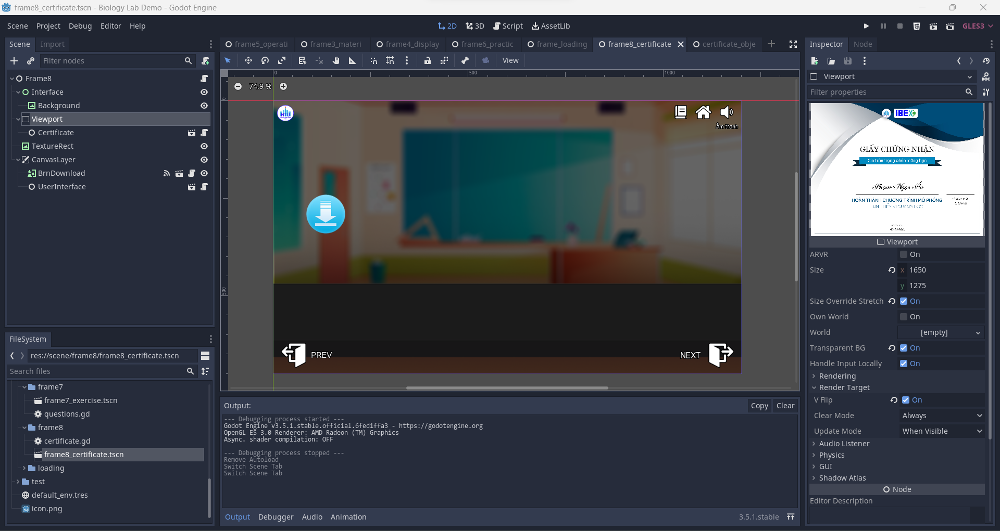 frame8_certificate.tscn - Biology Lab Demo - Godot Engine
Scene Project Debug Editor Help
2D 3D Script AssetLib
GLES3
Scene Import
frame5_operati frame3_materi frame4_display frame6_practic frame_loading frame8_certificate certificate_obje
Inspector Node
Filter nodes
View
Frame8
Interface
Background
Viewport
Certificate
TextureRect
CanvasLayer
BrnDownload
UserInterface
FileSystem
res://scene/frame8/frame8_certificate.tscn
Search files
frame7
frame7_exercise.tscn
questions.gd
frame8
certificate.gd
frame8_certificate.tscn
loading
test
default_env.tres
icon.png
0 500 1000
0
500
74.9 %
NTU
Âm thanh
PREV
NEXT
Output:
Copy Clear
--- Debugging process started ---
Godot Engine v3.5.1.stable.official.6fed1ffa3 - https://godotengine.org
OpenGL ES 3.0 Renderer: AMD Radeon (TM) Graphics
Async. shader compilation: OFF
--- Debugging process stopped ---
Remove Autoload
Switch Scene Tab
Switch Scene Tab
Output Debugger Audio Animation
3.5.1.stable
Viewport
DOC
Filter properties
iBEX
GIẤY CHỨNG NHẬN
Xin trân trọng chúc mừng bạn
Phạm Ngọc Ân
HOÀN THÀNH CHƯƠNG TRÌNH MÔ PHỎNG
KÍNH HIỂN VI QUANG HỌC
Viewport
ARVR On
Size x 1650
y 1275
Size Override Stretch On
Own World On
World [empty]
Transparent BG On
Handle Input Locally On
Rendering
Render Target
V Flip On
Clear Mode Always
Update Mode When Visible
Audio Listener
Physics
GUI
Shadow Atlas
Node
Editor Description